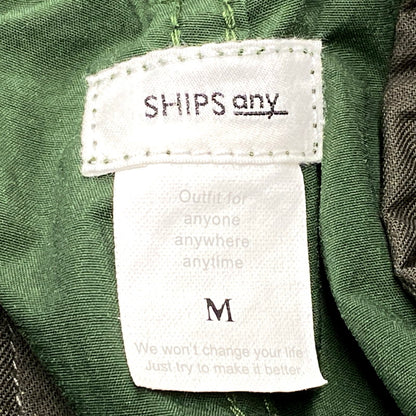 SHIPS any
Outfit for
anyone
anywhere
anytime
M
We won't change your life.
Just try to make it better.